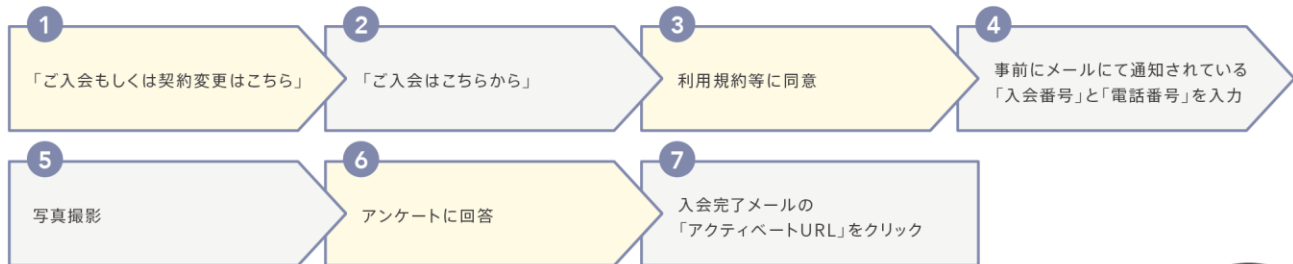 1
「ご入会もしくは契約変更はこちら」
2
「ご入会はこちらから」
3
利用規約等に同意
4
事前にメールにて通知されている
「入会番号」と「電話番号」を入力
5
写真撮影
6
アンケートに回答
7
入会完了メールの
「アクティベートURL」をクリック